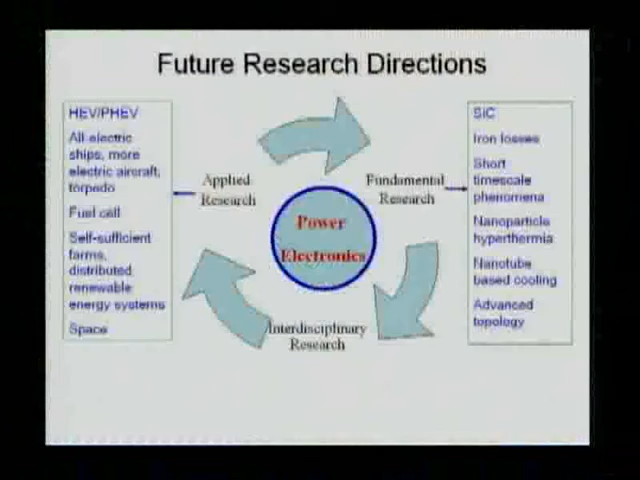 Future Research Directions
HEV/PHEV
All electric
ships, more
electric aircraft,
torpedo
Fuel cell
Self-sufficient
farms,
distributed
renewable
energy systems
Space
Applied
Research
Power
Electronics
Fundamental
Research
Interdisciplinary
Research
SiC
Iron losses
Short
timescale
phenomena
Nanoparticle
hyperthermia
Nanotube
based cooling
Advanced
topology